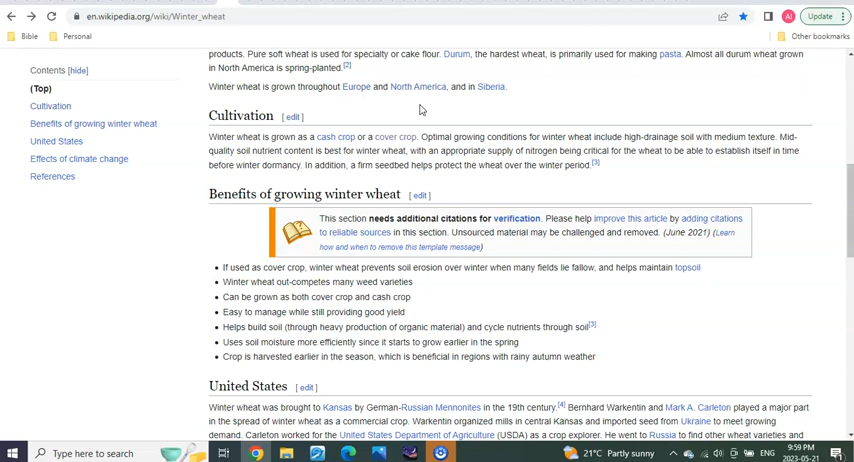 en.wikipedia.org/wiki/Winter_wheat
AI
Update
Bible
Personal
Other bookmarks
Contents [hide]
(Top)
Cultivation
Benefits of growing winter wheat
United States
Effects of climate change
References
products. Pure soft wheat is used for specialty or cake flour. Durum, the hardest wheat, is primarily used for making pasta. Almost all durum wheat grown
in North America is spring-planted.[2]
Winter wheat is grown throughout Europe and North America, and in Siberia.
Cultivation [ edit ]
Winter wheat is grown as a cash crop or a cover crop. Optimal growing conditions for winter wheat include high-drainage soil with medium texture. Mid-
quality soil nutrient content is best for winter wheat, with an appropriate supply of nitrogen being critical for the wheat to be able to establish itself in time
before winter dormancy. In addition, a firm seedbed helps protect the wheat over the winter period.[3]
Benefits of growing winter wheat [ edit ]
This section needs additional citations for verification. Please help improve this article by adding citations
to reliable sources in this section. Unsourced material may be challenged and removed. (June 2021) (Learn
how and when to remove this template message)
If used as cover crop, winter wheat prevents soil erosion over winter when many fields lie fallow, and helps maintain topsoil
Winter wheat out-competes many weed varieties
Can be grown as both cover crop and cash crop
Easy to manage while still providing good yield
Helps build soil (through heavy production of organic material) and cycle nutrients through soil[3]
Uses soil moisture more efficiently since it starts to grow earlier in the spring
Crop is harvested earlier in the season, which is beneficial in regions with rainy autumn weather
United States [ edit ]
Winter wheat was brought to Kansas by German-Russian Mennonites in the 19th century.[4] Bernhard Warkentin and Mark A. Carleton played a major part
in the spread of winter wheat as a commercial crop. Warkentin organized mills in central Kansas and imported seed from Ukraine to meet growing
demand. Carleton worked for the United States Department of Agriculture (USDA) as a crop explorer. He went to Russia to find other wheat varieties and
Type here to search
21°C Partly sunny
ENG
9:59 PM
2023-05-21